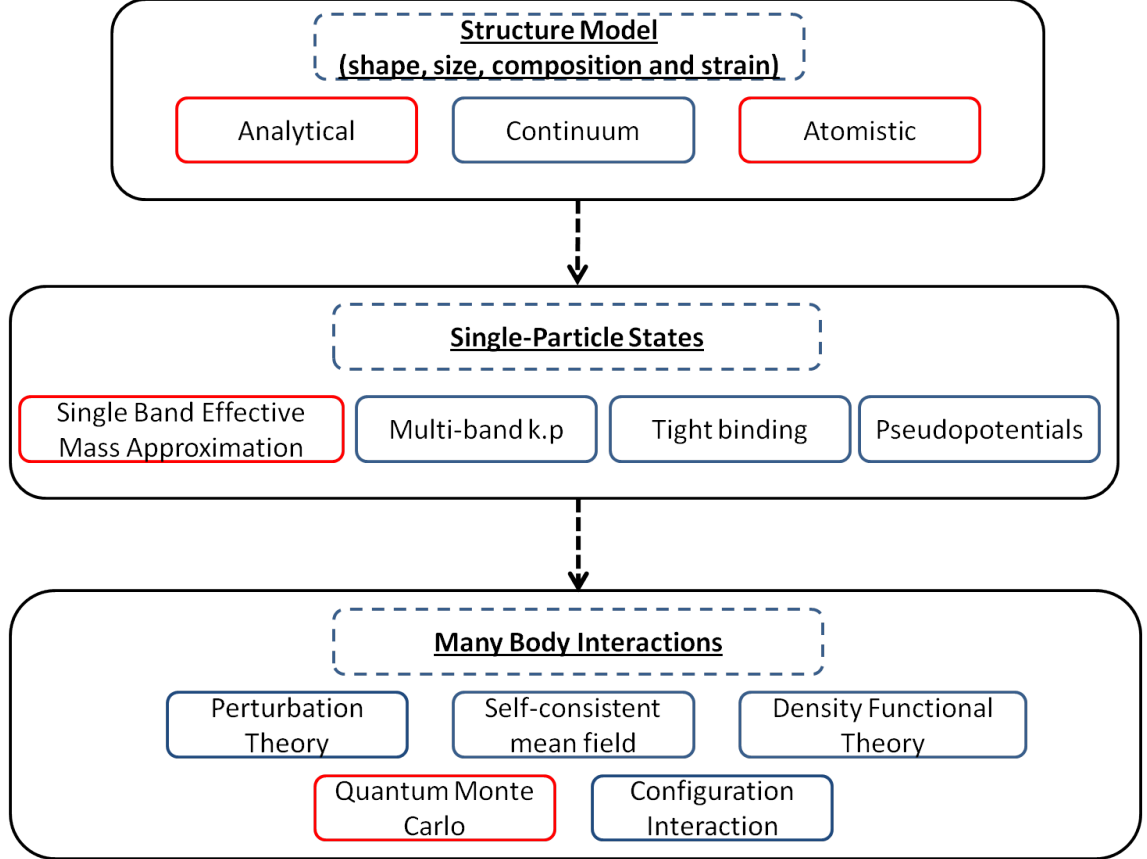 Structure Model
(shape, size, composition and strain)
Analytical
Continuum
Atomistic
Single-Particle States
Single Band Effective
Mass Approximation
Multi-band k.p
Tight binding
Pseudopotentials
Many Body Interactions
Perturbation
Theory
Self-consistent
mean field
Density Functional
Theory
Quantum Monte
Carlo
Configuration
Interaction